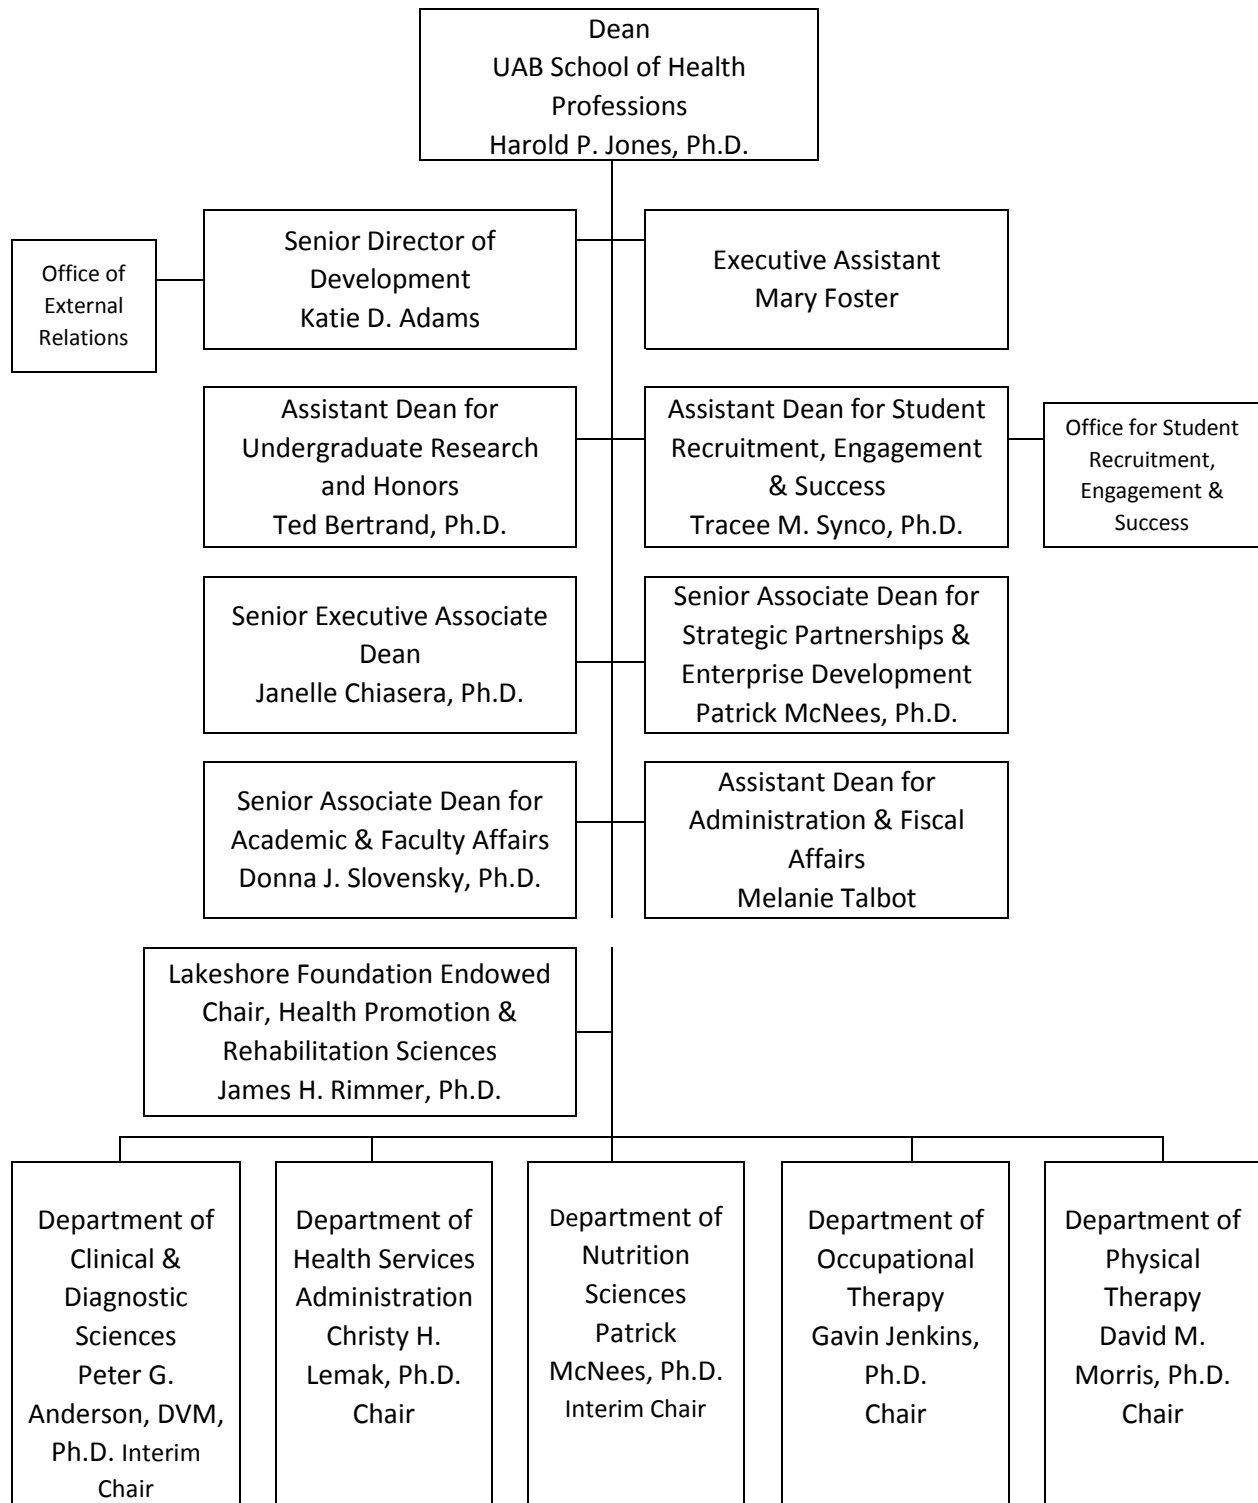 Dean
UAB School of Health
Professions
Harold P. Jones, Ph.D.
Senior Director of
Development
Katie D. Adams
Executive Assistant
Mary Foster
Office of
External
Relations
Assistant Dean for
Undergraduate Research
and Honors
Ted Bertrand, Ph.D.
Assistant Dean for Student
Recruitment, Engagement
& Success
Tracee M. Synco, Ph.D.
Office for Student
Recruitment,
Engagement &
Success
Senior Executive Associate
Dean
Janelle Chiasera, Ph.D.
Senior Associate Dean for
Strategic Partnerships &
Enterprise Development
Patrick McNees, Ph.D.
Senior Associate Dean for
Academic & Faculty Affairs
Donna J. Slovensky, Ph.D.
Assistant Dean for
Administration & Fiscal
Affairs
Melanie Talbot
Lakeshore Foundation Endowed
Chair, Health Promotion &
Rehabilitation Sciences
James H. Rimmer, Ph.D.
Department of
Clinical &
Diagnostic
Sciences
Peter G.
Anderson, DVM,
Ph.D. Interim
Chair
Department of
Health Services
Administration
Christy H.
Lemak, Ph.D.
Chair
Department of
Nutrition
Sciences
Patrick
McNees, Ph.D.
Interim Chair
Department of
Occupational
Therapy
Gavin Jenkins,
Ph.D.
Chair
Department of
Physical
Therapy
David M.
Morris, Ph.D.
Chair